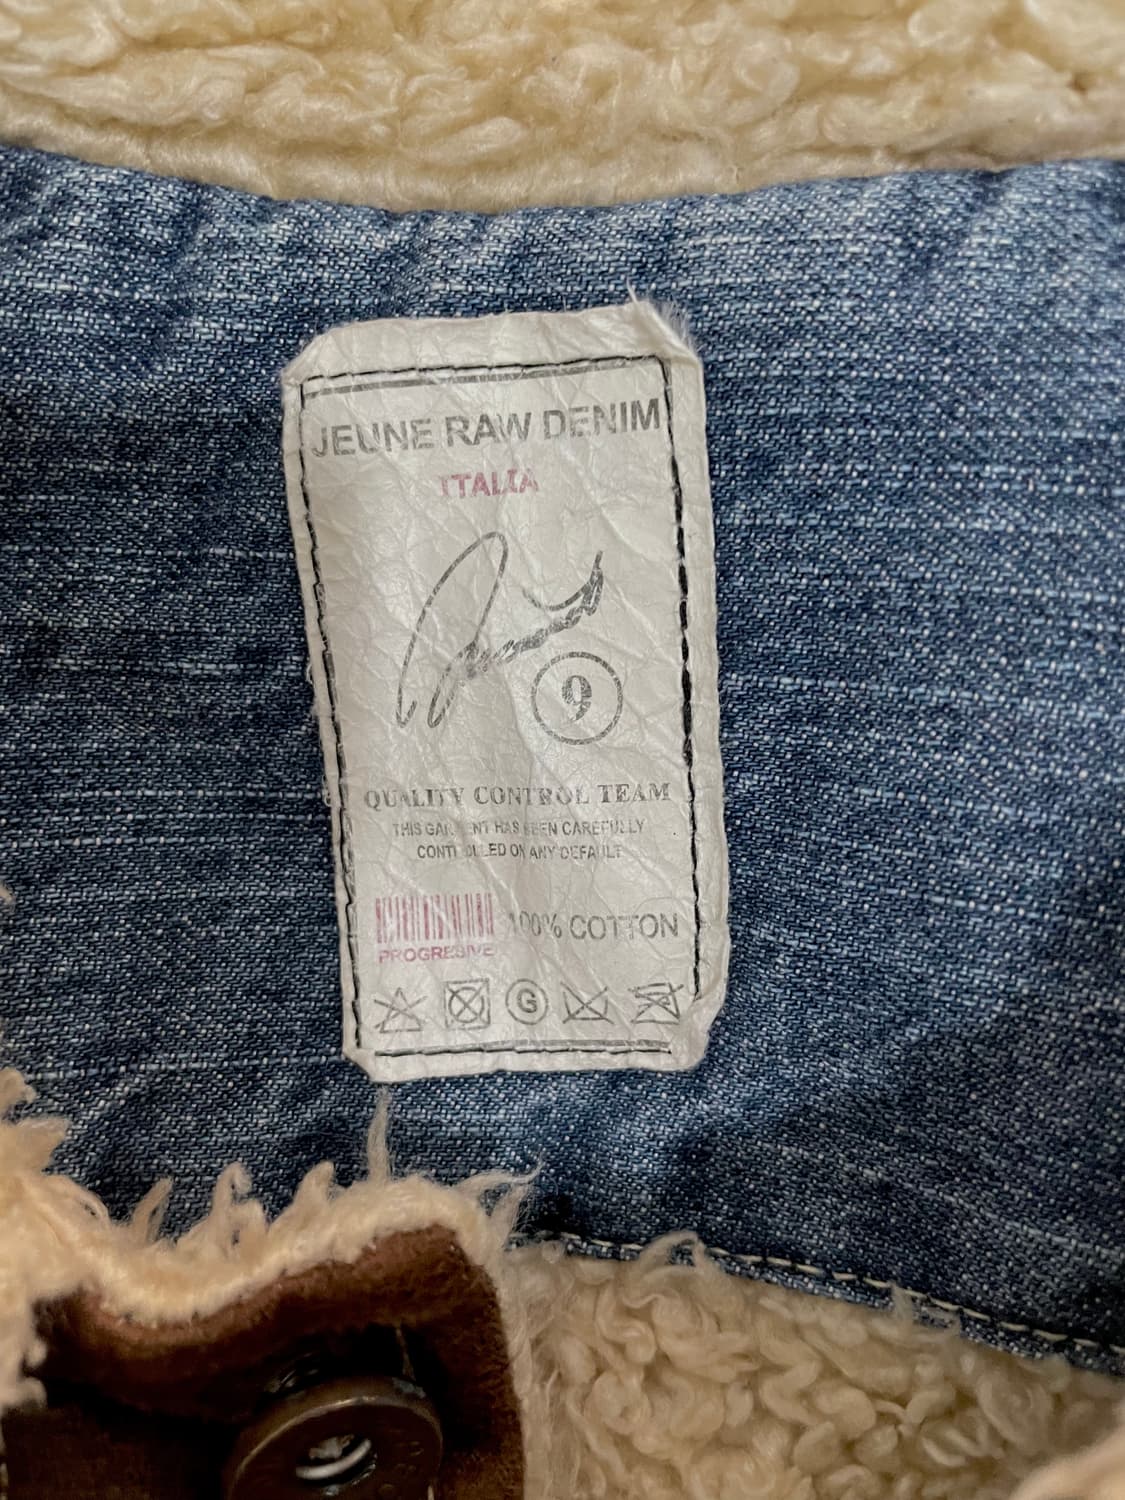 JEUNE RAW DENIM
ITALIA
9
QUALITY CONTROL TEAM
THIS GARMENT HAS BEEN CAREFULLY
CONTROLED ON ANY DEFAULT
100% COTTON
PROGRESIVE
G